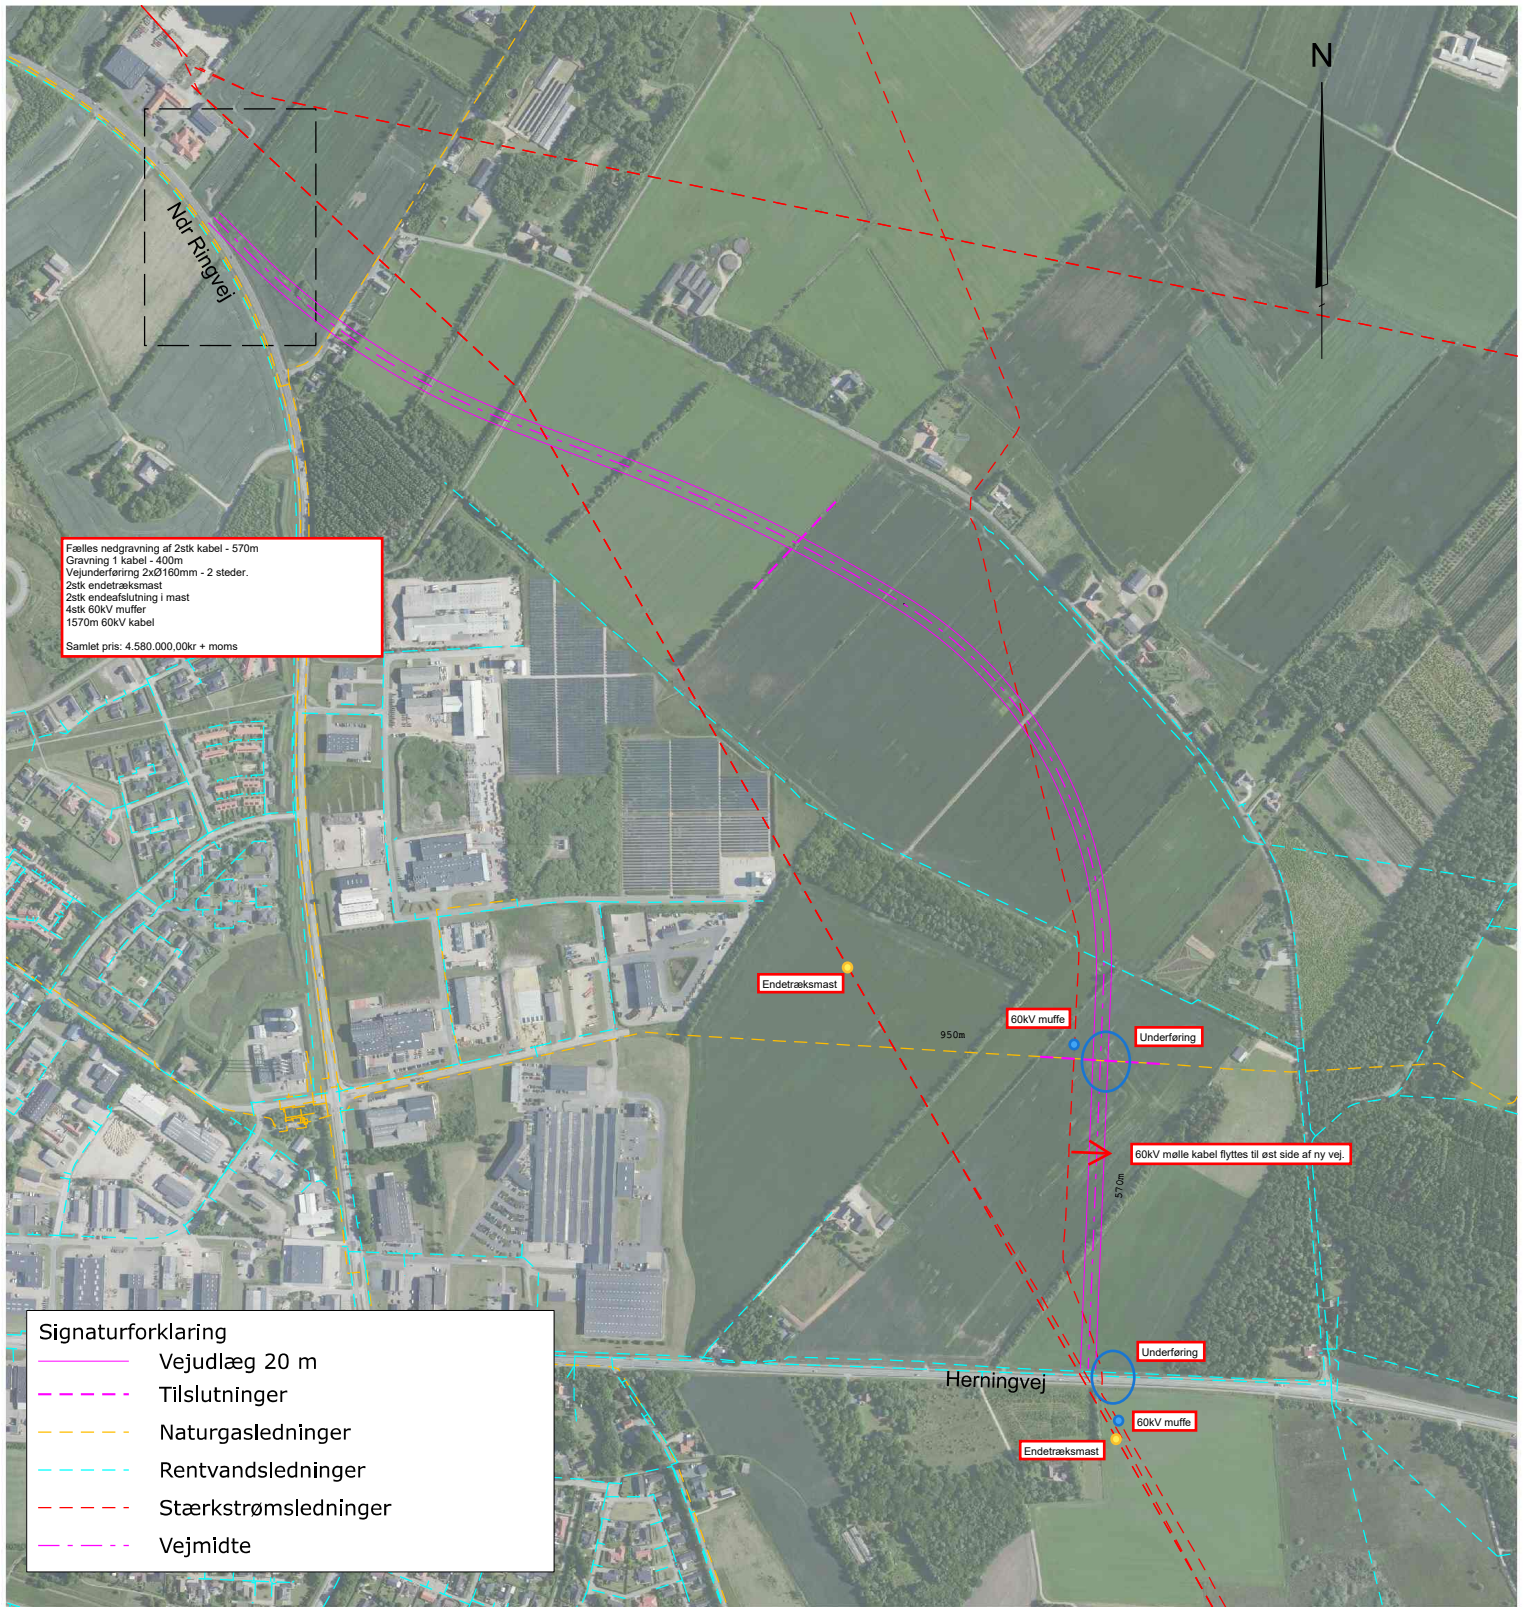 N
Ndr Ringvej
Fælles nedgravning af 2stk kabel - 570m
Gravning 1 kabel - 400m
Vejunderførirng 2xØ160mm - 2 steder.
2stk endetræksmast
2stk endeafslutning i mast
4stk 60kV muffer
1570m 60kV kabel
Samlet pris: 4.580.000,00kr + moms
Endetræksmast
60kV muffe
950m
Underføring
60kV mølle kabel flyttes til øst side af ny vej.
570m
Underføring
Herningvej
60kV muffe
Endetræksmast
Signaturforklaring
Vejudlæg 20 m
Tilslutninger
Naturgasledninger
Rentvandsledninger
Stærkstrømsledninger
Vejmidte